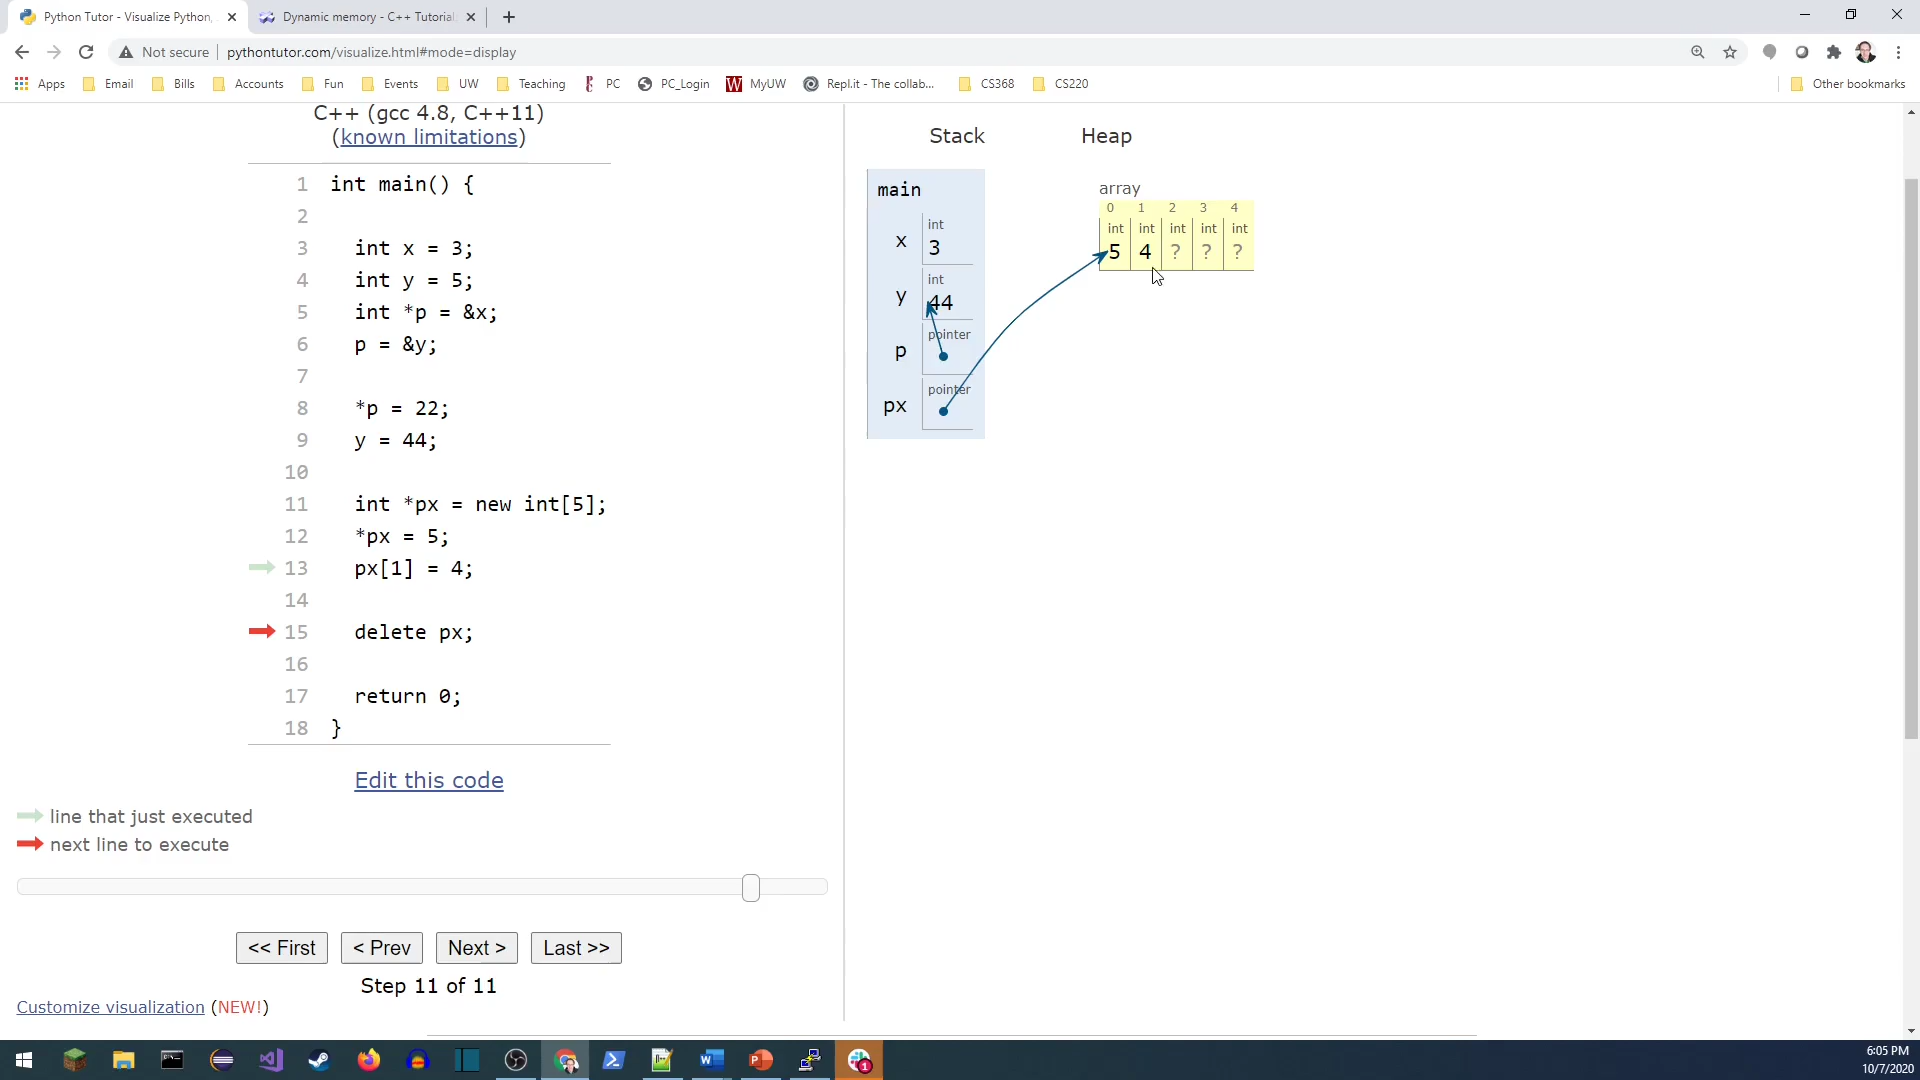 Python Tutor - Visualize Python,
Dynamic memory - C++ Tutorial
Not secure
pythontutor.com/visualize.html#mode=display
Apps
Email
Bills
Accounts
Fun
Events
UW
Teaching
PC
PC_Login
MyUW
Repl.it - The collab...
CS368
CS220
Other bookmarks
C++ (gcc 4.8, C++11)
(known limitations)
1 int main() {
2
3 int x = 3;
4 int y = 5;
5 int *p = &x;
6 p = &y;
7
8 *p = 22;
9 y = 44;
10
11 int *px = new int[5];
12 *px = 5;
13 px[1] = 4;
14
15 delete px;
16
17 return 0;
18 }
Edit this code
line that just executed
next line to execute
<< First
< Prev
Next >
Last >>
Step 11 of 11
Customize visualization (NEW!)
Stack
Heap
main
int
x 3
int
y 44
pointer
p
pointer
px
array
0 1 2 3 4
int int int int int
5 4 ? ? ?
6:05 PM
10/7/2020
1